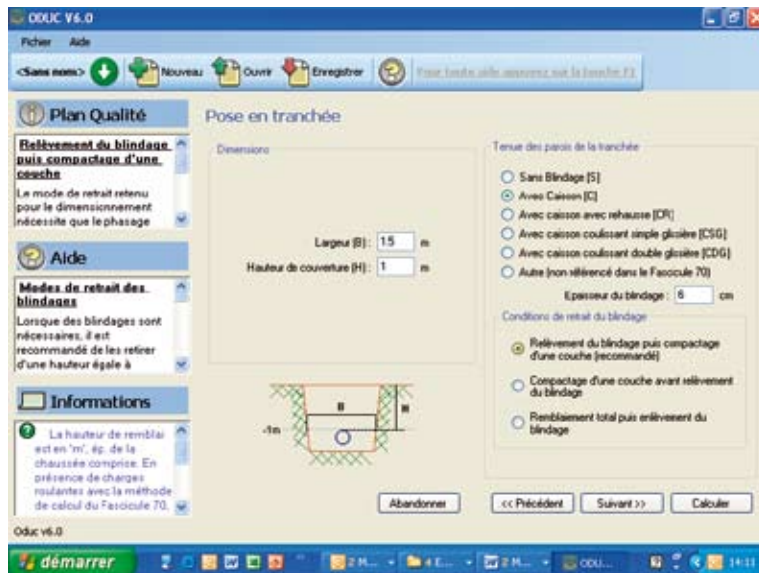 ODUC V6.0
Fichier Aide
<Sans nom> Nouveau Ouvrir Enregistrer Pour toute aide appuyez sur la touche F1
Plan Qualité
Relèvement du blindage
puis compactage d'une
couche
Le mode de retrait retenu
pour le dimensionnement
nécessite que le phasage
Aide
Modes de retrait des
blindages
Lorsque des blindages sont
nécessaires, il est
recommandé de les retirer
d'une hauteur égale à
Informations
La hauteur de remblai
est en 'm', ép. de la
chaussée comprise. En
présence de charges
roulantes avec la méthode
de calcul du Fascicule 70,
Pose en tranchée
Dimensions
Largeur (B) : 1.5 m
Hauteur de couverture (H) : 1 m
B
H
-1m
Tenue des parois de la tranchée
Sans Blindage [S]
Avec Caisson [C]
Avec caisson avec rehausse [CR]
Avec caisson coulissant simple glissière [CSG]
Avec caisson coulissant double glissière [CDG]
Autre (non référencé dans le Fascicule 70)
Epaisseur du blindage : 6 cm
Conditions de retrait du blindage
Relèvement du blindage puis compactage
d'une couche (recommandé)
Compactage d'une couche avant relèvement
du blindage
Remblaiement total puis enlèvement du
blindage
Abandonner << Précédent Suivant >> Calculer
Oduc v6.0
démarrer 2 M... 4 E... 2 M... ODU... 14:11